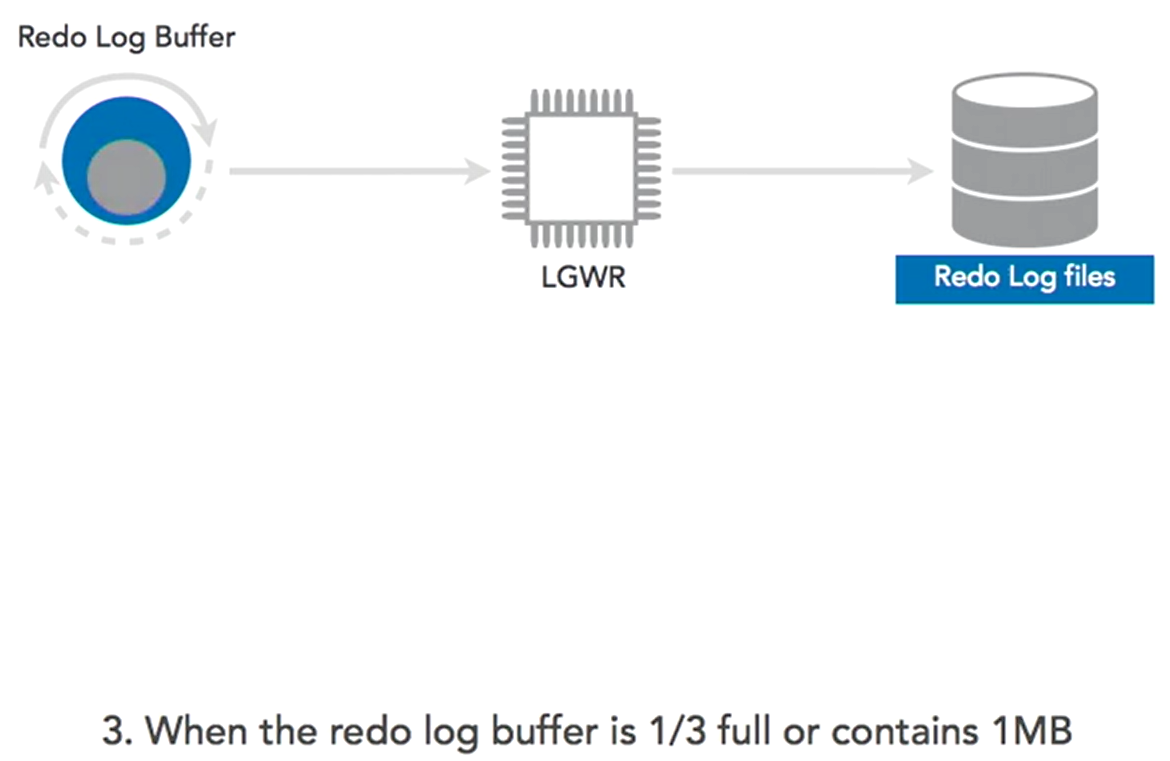 Redo Log Buffer
LGWR
Redo Log files
3. When the redo log buffer is 1/3 full or contains 1MB